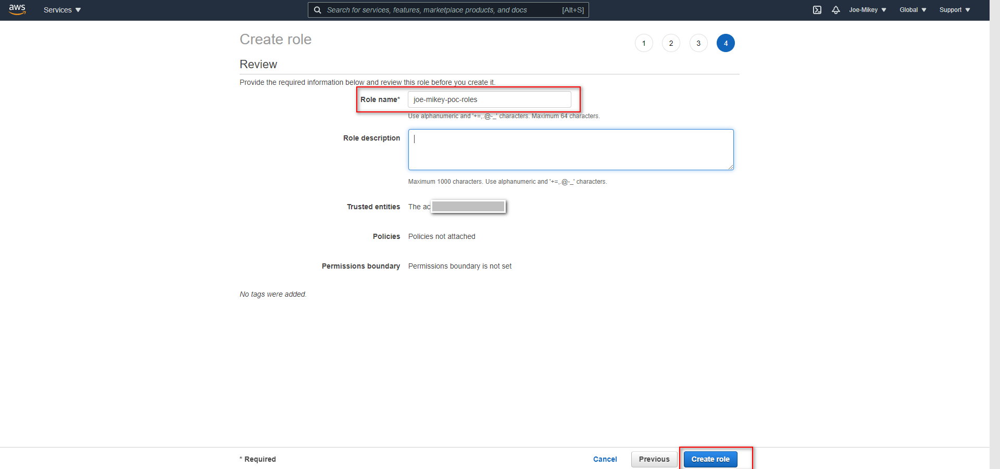 aws Services Search for services, features, marketplace products, and docs [Alt+S] Joe-Mikey Global Support
Create role
1 2 3 4
Review
Provide the required information below and review this role before you create it.
Role name* joe-mikey-poc-roles
Use alphanumeric and '+=,.@-_' characters. Maximum 64 characters.
Role description
Maximum 1000 characters. Use alphanumeric and '+=,.@-_' characters.
Trusted entities The ac
Policies Policies not attached
Permissions boundary Permissions boundary is not set
No tags were added.
* Required Cancel Previous Create role